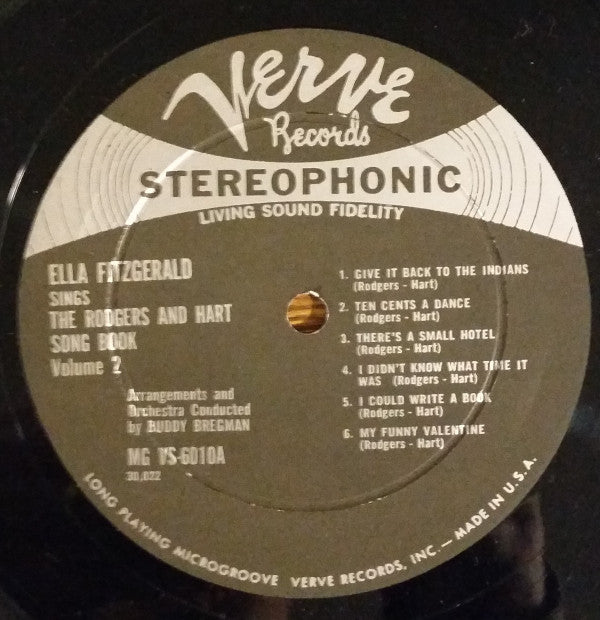 Verve
Records
STEREOPHONIC
LIVING SOUND FIDELITY
ELLA FITZGERALD
SINGS
THE RODGERS AND HART
SONG BOOK
Volume 2
Arrangements and
Orchestra Conducted
by BUDDY BREGMAN
MG VS-6010A
30,022
1. GIVE IT BACK TO THE INDIANS
(Rodgers - Hart)
2. TEN CENTS A DANCE
(Rodgers - Hart)
3. THERE'S A SMALL HOTEL
(Rodgers - Hart)
4. I DIDN'T KNOW WHAT TIME IT
WAS (Rodgers - Hart)
5. I COULD WRITE A BOOK
(Rodgers - Hart)
6. MY FUNNY VALENTINE
(Rodgers - Hart)
LONG PLAYING MICROGROOVE VERVE RECORDS, INC. — MADE IN U.S.A.